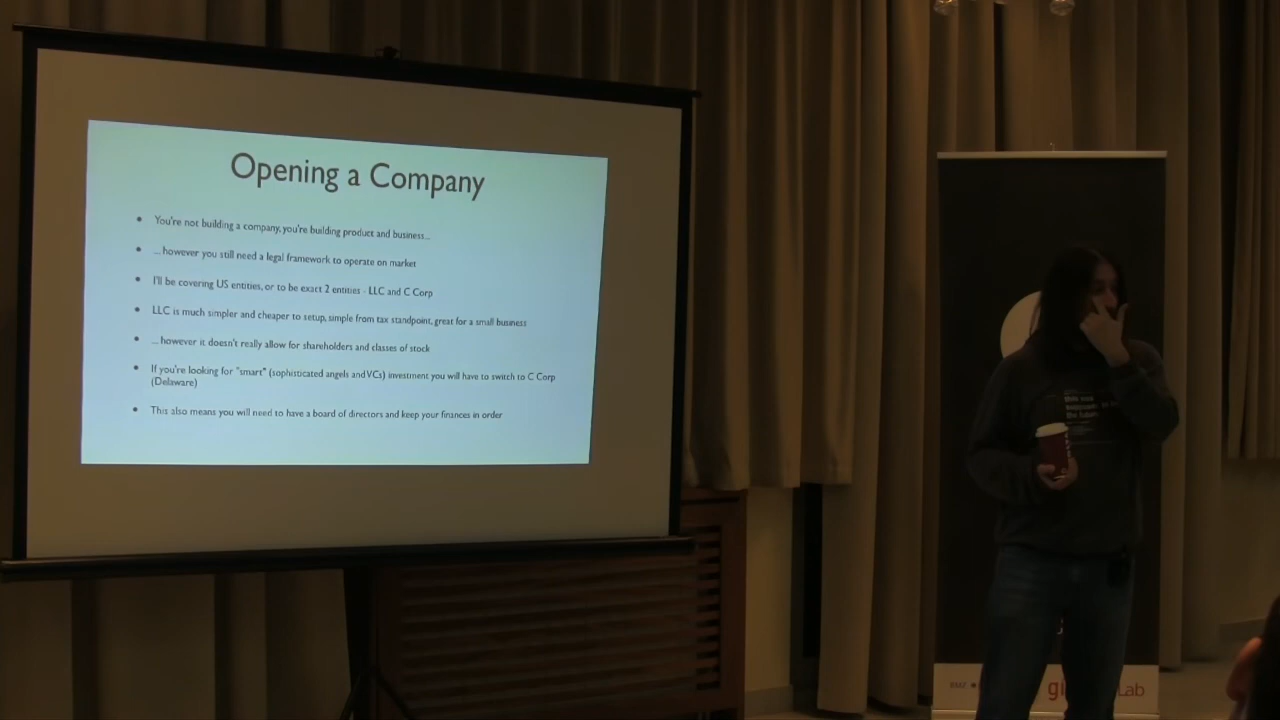 Opening a Company
• You're not building a company, you're building product and business...
• ... however you still need a legal framework to operate on market
• I'll be covering US entities, or to be exact 2 entities - LLC and C Corp
• LLC is much simpler and cheaper to setup, simple from tax standpoint, great for a small business
• ... however it doesn't really allow for shareholders and classes of stock
• If you're looking for "smart" (sophisticated angels and VCs) investment you will have to switch to C Corp
(Delaware)
• This also means you will need to have a board of directors and keep your finances in order
the future
gi
Lab